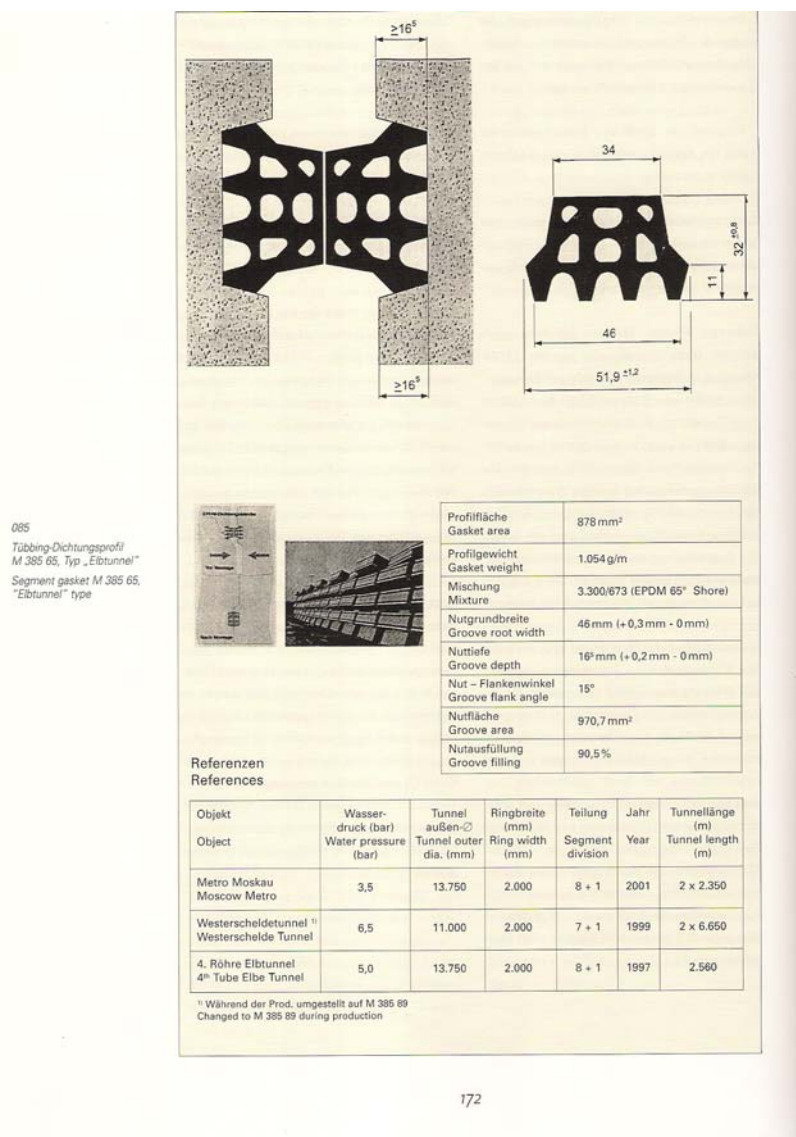 ≥16⁵
34
32 ±0,8
11
46
51,9 ±1,2
≥16⁵
085
Tübbing-Dichtungsprofil
M 385 65, Typ „Elbtunnel"
Segment gasket M 385 65,
"Elbtunnel" type
Profilfläche
Gasket area
878 mm²
Profilgewicht
Gasket weight
1.054 g/m
Mischung
Mixture
3.300/673 (EPDM 65° Shore)
Nutgrundbreite
Groove root width
46 mm (+0,3 mm - 0 mm)
Nuttiefe
Groove depth
16⁵ mm (+0,2 mm - 0 mm)
Nut – Flankenwinkel
Groove flank angle
15°
Nutfläche
Groove area
970,7 mm²
Nutausfüllung
Groove filling
90,5%
Referenzen
References
Objekt
Object
Wasser-
druck (bar)
Water pressure
(bar)
Tunnel
außen-∅
Tunnel outer
dia. (mm)
Ringbreite
(mm)
Ring width
(mm)
Teilung
Segment
division
Jahr
Year
Tunnellänge
(m)
Tunnel length
(m)
Metro Moskau
Moscow Metro
3,5 13.750 2.000 8 + 1 2001 2 x 2.350
Westerscheldetunnel ¹⁾
Westerschelde Tunnel
6,5 11.000 2.000 7 + 1 1999 2 x 6.650
4. Röhre Elbtunnel
4th Tube Elbe Tunnel
5,0 13.750 2.000 8 + 1 1997 2.560
¹⁾ Während der Prod. umgestellt auf M 385 89
Changed to M 385 89 during production
172